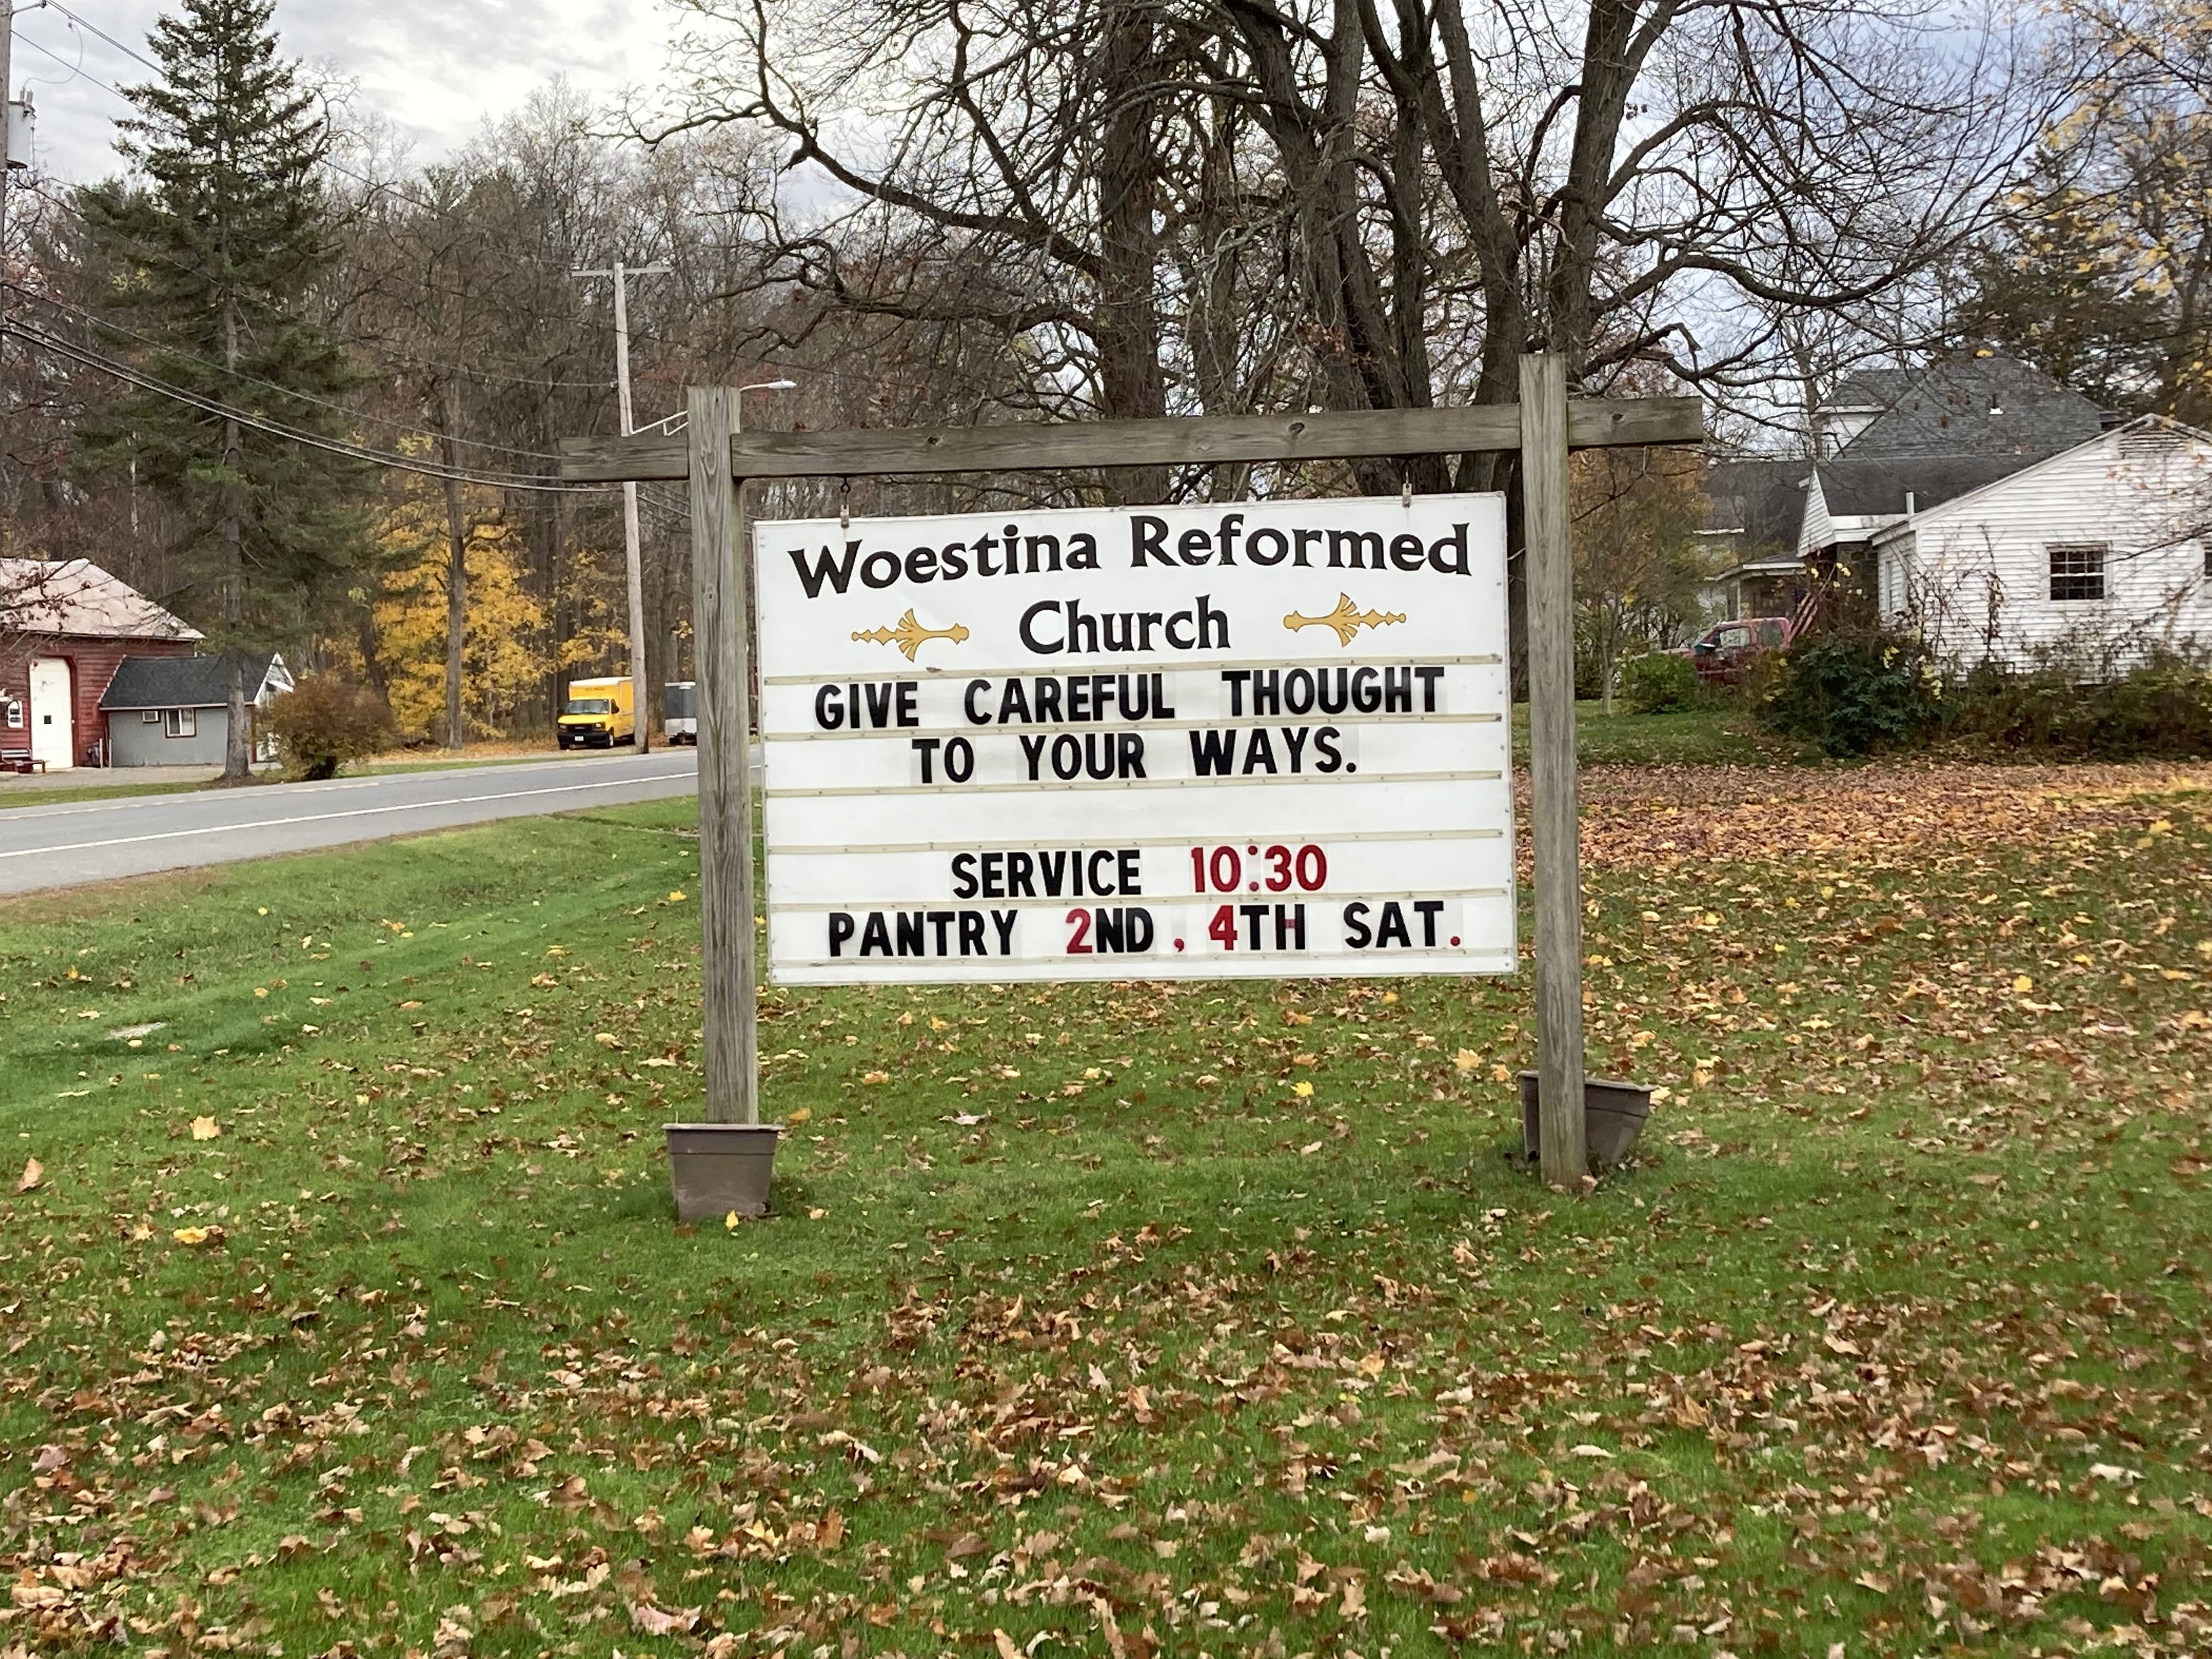 Woestina Reformed
Church
GIVE CAREFUL THOUGHT
TO YOUR WAYS.
SERVICE 10:30
PANTRY 2ND, 4TH SAT.